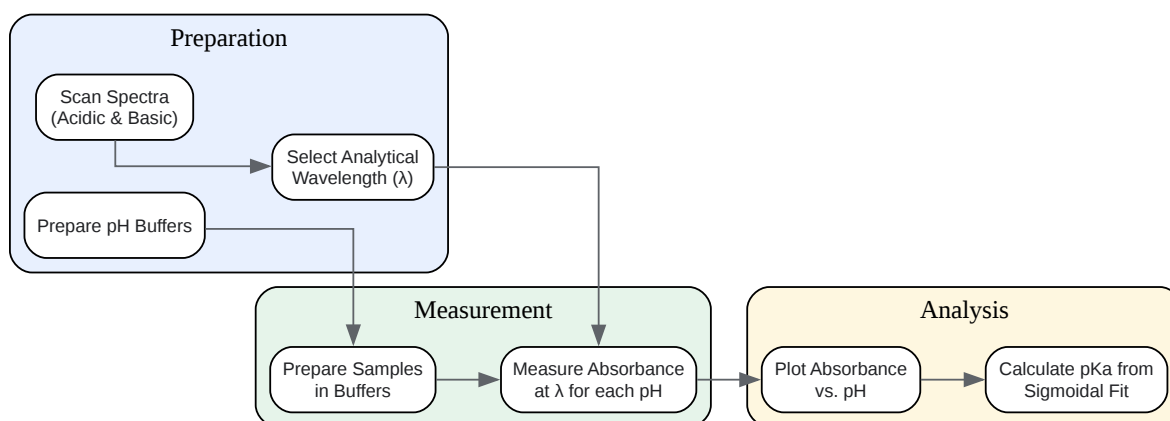 Preparation
Scan Spectra
(Acidic & Basic)
Select Analytical
Wavelength (λ)
Prepare pH Buffers
Measurement
Prepare Samples
in Buffers
Measure Absorbance
at λ for each pH
Analysis
Plot Absorbance
vs. pH
Calculate pKa from
Sigmoidal Fit